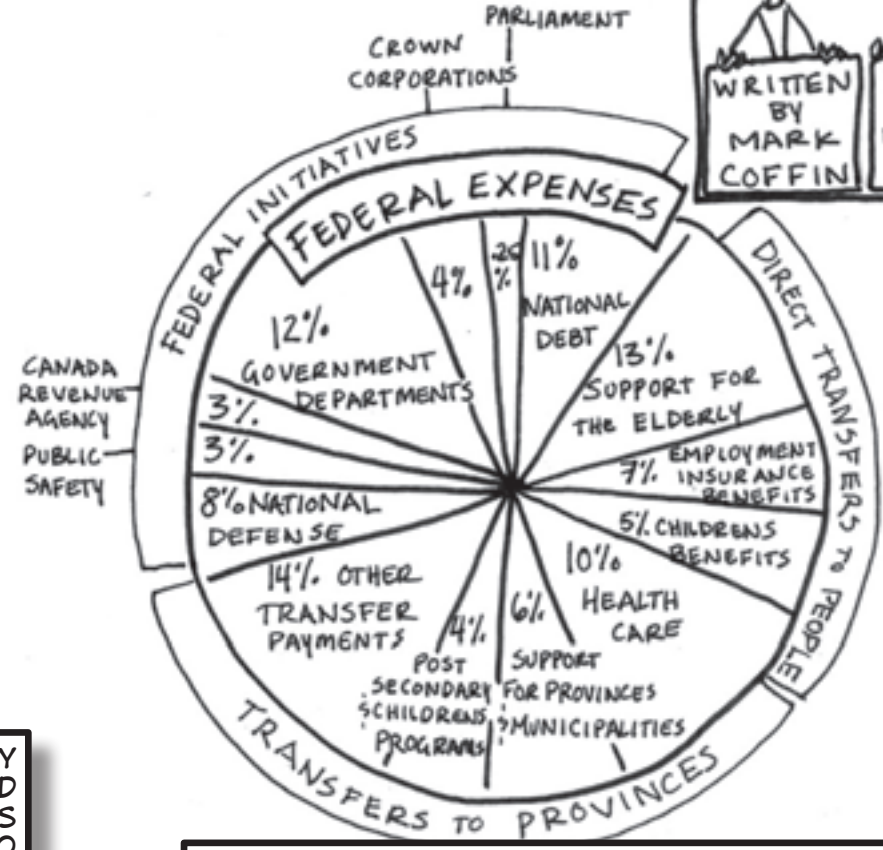 PARLIAMENT
CROWN
CORPORATIONS
WRITTEN
BY
MARK
COFFIN
FEDERAL INITIATIVES
FEDERAL EXPENSES
DIRECT TRANSFERS TO PEOPLE
4%
11%
NATIONAL
DEBT
12%
GOVERNMENT
DEPARTMENTS
13%
SUPPORT FOR
THE ELDERLY
CANADA
REVENUE
AGENCY
3%
PUBLIC
SAFETY
3%
7% EMPLOYMENT
INSURANCE
BENEFITS
8% NATIONAL
DEFENSE
5% CHILDRENS
BENEFITS
14% OTHER
TRANSFER
PAYMENTS
10%
HEALTH
CARE
4%
POST
SECONDARY
& CHILDRENS
PROGRAMS
6%
SUPPORT
FOR PROVINCES
& MUNICIPALITIES
TRANSFERS TO PROVINCES
Y
D
S